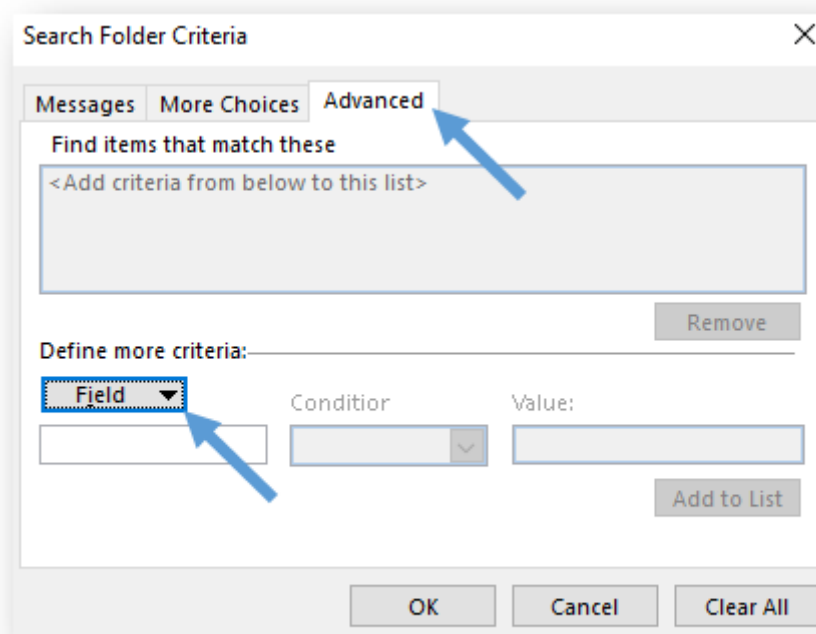 Search Folder Criteria
Messages More Choices Advanced
Find items that match these
<Add criteria from below to this list>
Remove
Define more criteria:
Field
Conditior Value:
Add to List
OK Cancel Clear All